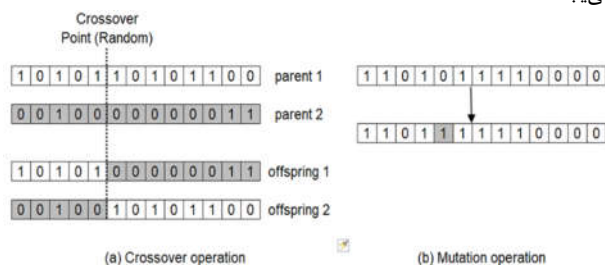 Crossover
Point (Random)
1 0 1 0 1 1 0 1 0 1 1 0 0 parent 1
0 0 1 0 0 0 0 0 0 0 0 1 1 parent 2
1 0 1 0 1 0 0 0 0 0 0 1 1 offspring 1
0 0 1 0 0 1 0 1 0 1 1 0 0 offspring 2
(a) Crossover operation
1 1 0 1 0 1 1 1 1 0 0 0 0
1 1 0 1 1 1 1 1 1 0 0 0 0
(b) Mutation operation